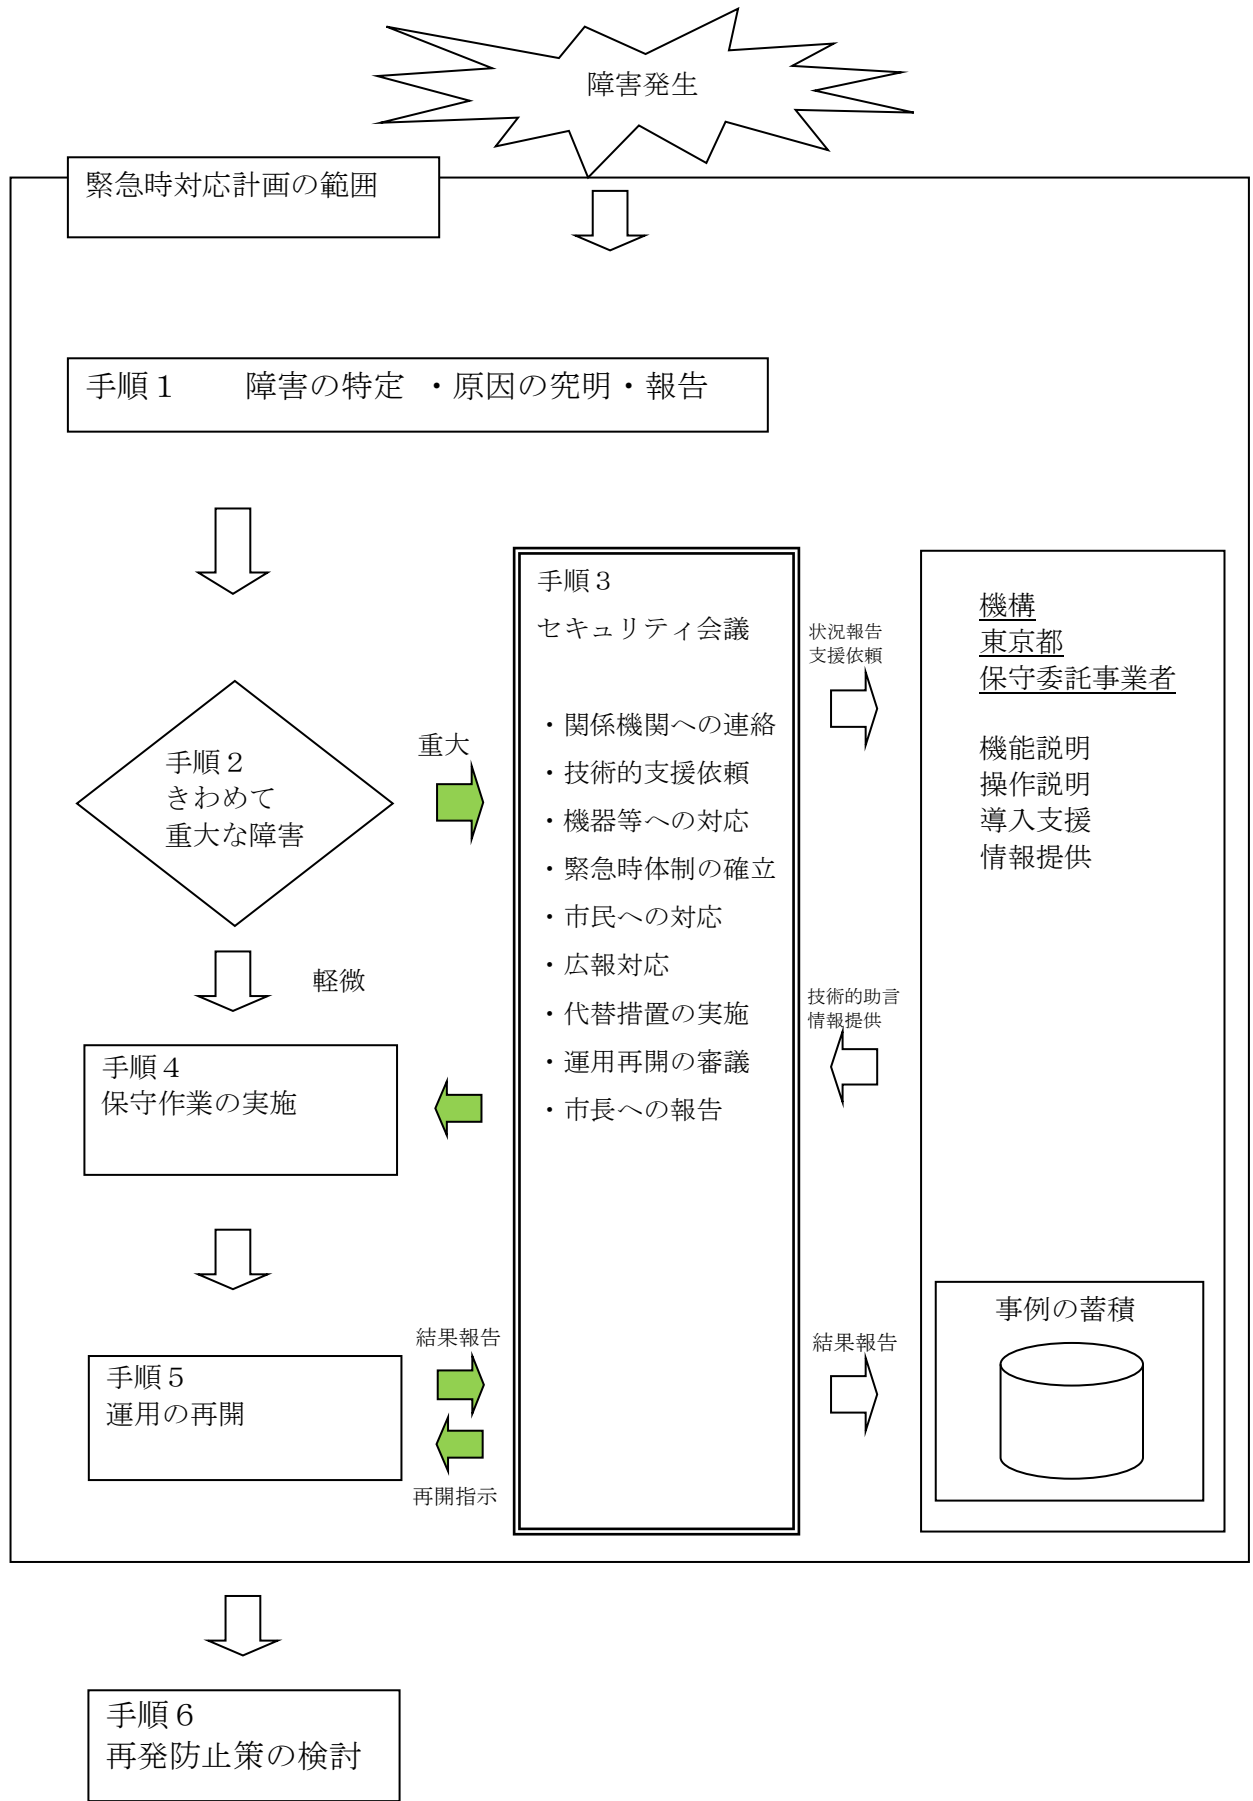 障害発生
緊急時対応計画の範囲
手順１　　障害の特定 ・原因の究明・報告
手順２
きわめて
重大な障害
重大
軽微
手順３
セキュリティ会議
・関係機関への連絡
・技術的支援依頼
・機器等への対応
・緊急時体制の確立
・市民への対応
・広報対応
・代替措置の実施
・運用再開の審議
・市長への報告
状況報告
支援依頼
機構
東京都
保守委託事業者
機能説明
操作説明
導入支援
情報提供
技術的助言
情報提供
手順４
保守作業の実施
手順５
運用の再開
結果報告
再開指示
結果報告
事例の蓄積
手順６
再発防止策の検討